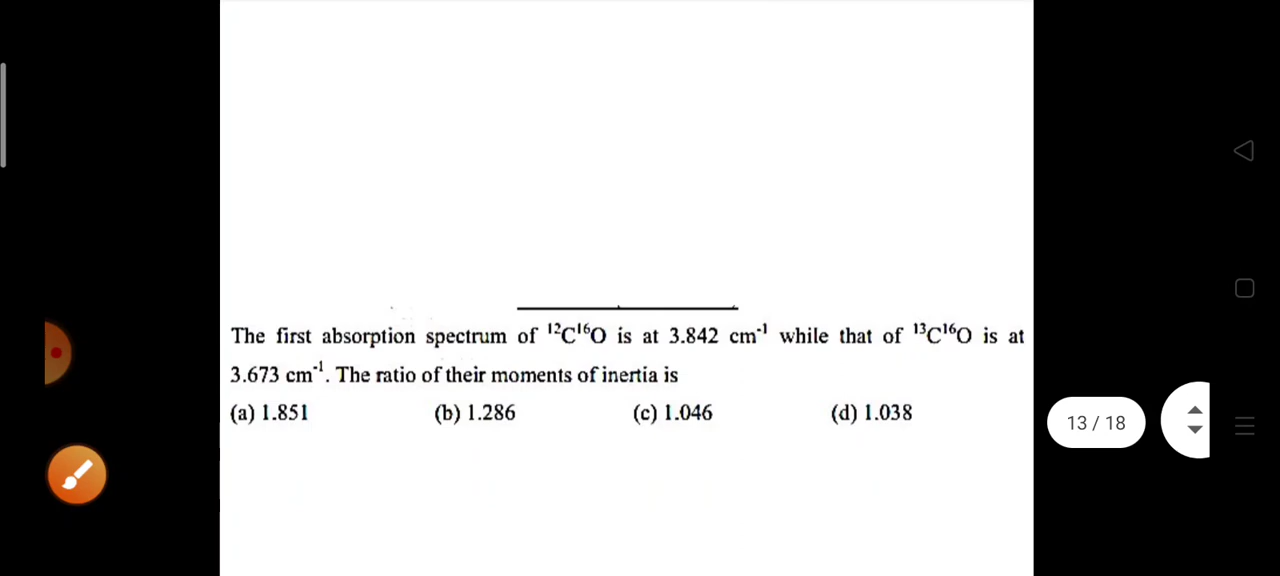 The first absorption spectrum of ¹²C¹⁶O is at 3.842 cm⁻¹ while that of ¹³C¹⁶O is at
3.673 cm⁻¹. The ratio of their moments of inertia is
(a) 1.851 (b) 1.286 (c) 1.046 (d) 1.038
13 / 18